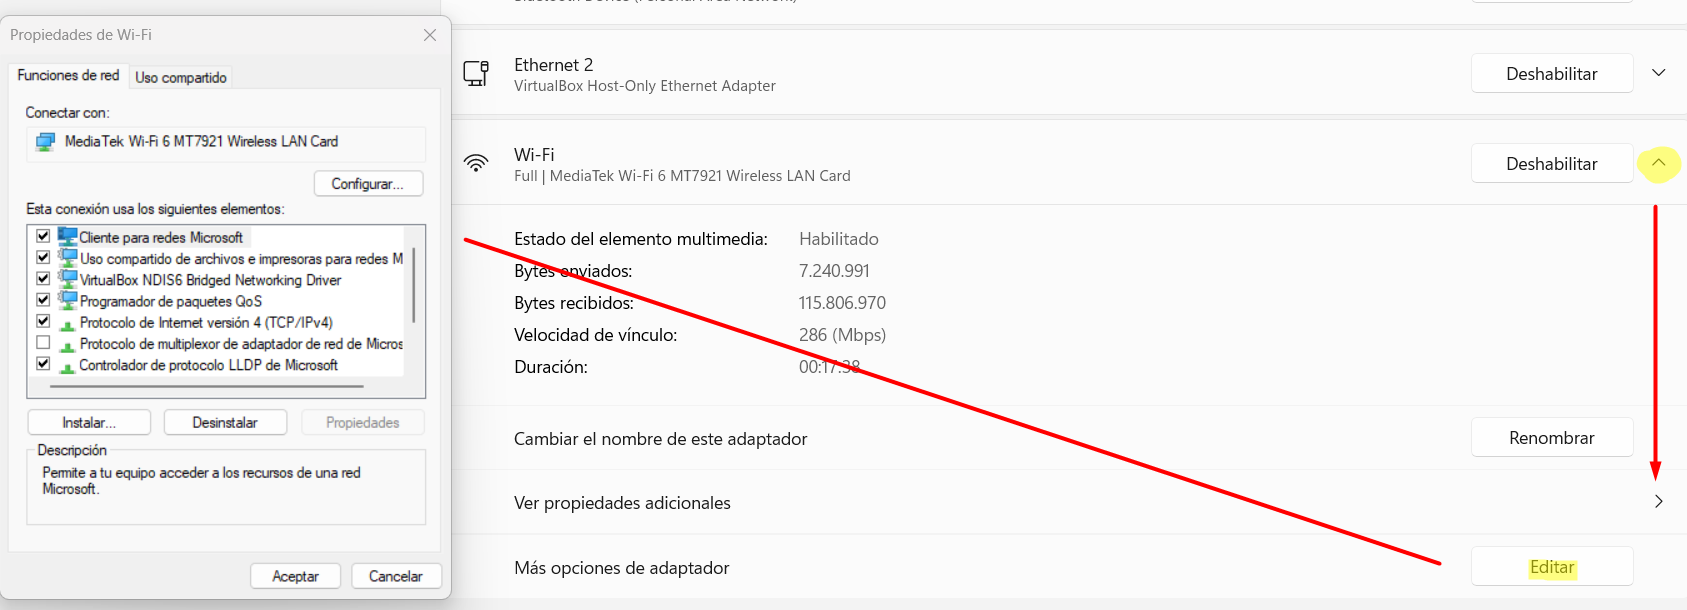 Propiedades de Wi-Fi
Funciones de red
Uso compartido
Conectar con:
MediaTek Wi-Fi 6 MT7921 Wireless LAN Card
Configurar...
Esta conexión usa los siguientes elementos:
Cliente para redes Microsoft
Uso compartido de archivos e impresoras para redes M
VirtualBox NDIS6 Bridged Networking Driver
Programador de paquetes QoS
Protocolo de Internet versión 4 (TCP/IPv4)
Protocolo de multiplexor de adaptador de red de Micros
Controlador de protocolo LLDP de Microsoft
Instalar...
Desinstalar
Propiedades
Descripción
Permite a tu equipo acceder a los recursos de una red
Microsoft.
Aceptar
Cancelar
Bluetooth Device (Personal Area Network)
Ethernet 2
VirtualBox Host-Only Ethernet Adapter
Deshabilitar
Wi-Fi
Full | MediaTek Wi-Fi 6 MT7921 Wireless LAN Card
Deshabilitar
Estado del elemento multimedia: Habilitado
Bytes enviados: 7.240.991
Bytes recibidos: 115.806.970
Velocidad de vínculo: 286 (Mbps)
Duración: 00:17:38
Cambiar el nombre de este adaptador
Renombrar
Ver propiedades adicionales
Más opciones de adaptador
Editar